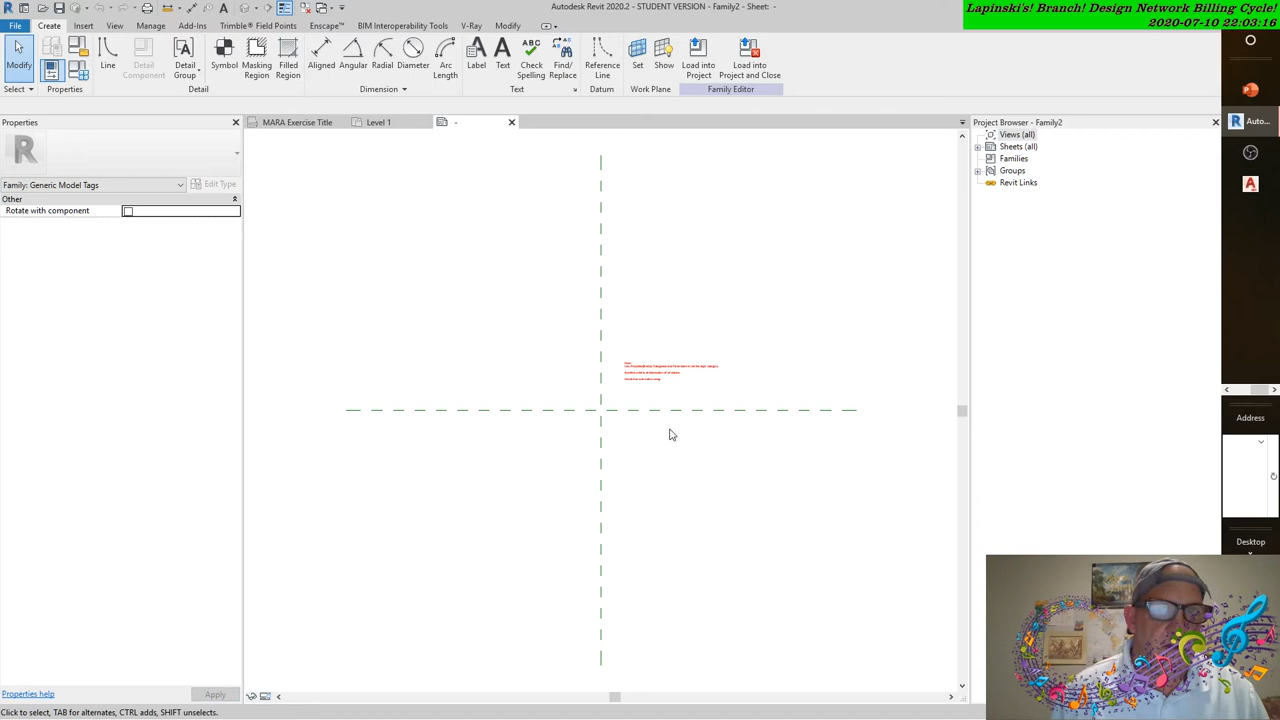 Autodesk Revit 2020.2 - STUDENT VERSION - Family2 - Sheet: -
Lapinski's! Branch! Design Network Billing Cycle!
2020-07-10 22:03:16
File Create Insert View Manage Add-Ins Trimble® Field Points Enscape™ BIM Interoperability Tools V-Ray Modify
Modify Line Detail Component Detail Group Symbol Masking Region Filled Region Aligned Angular Radial Diameter Arc Length Label Text Check Spelling Find/ Replace Reference Line Set Show Load into Project Load into Project and Close
ABC
Select Properties Detail Dimension Text Datum Work Plane Family Editor
Properties
MARA Exercise Title
Level 1
-
Project Browser - Family2
Auto...
Family: Generic Model Tags
Edit Type
Other
Rotate with component
Views (all)
Sheets (all)
Families
Groups
Revit Links
Address
Desktop
Properties help
Apply
Click to select, TAB for alternates, CTRL adds, SHIFT unselects.